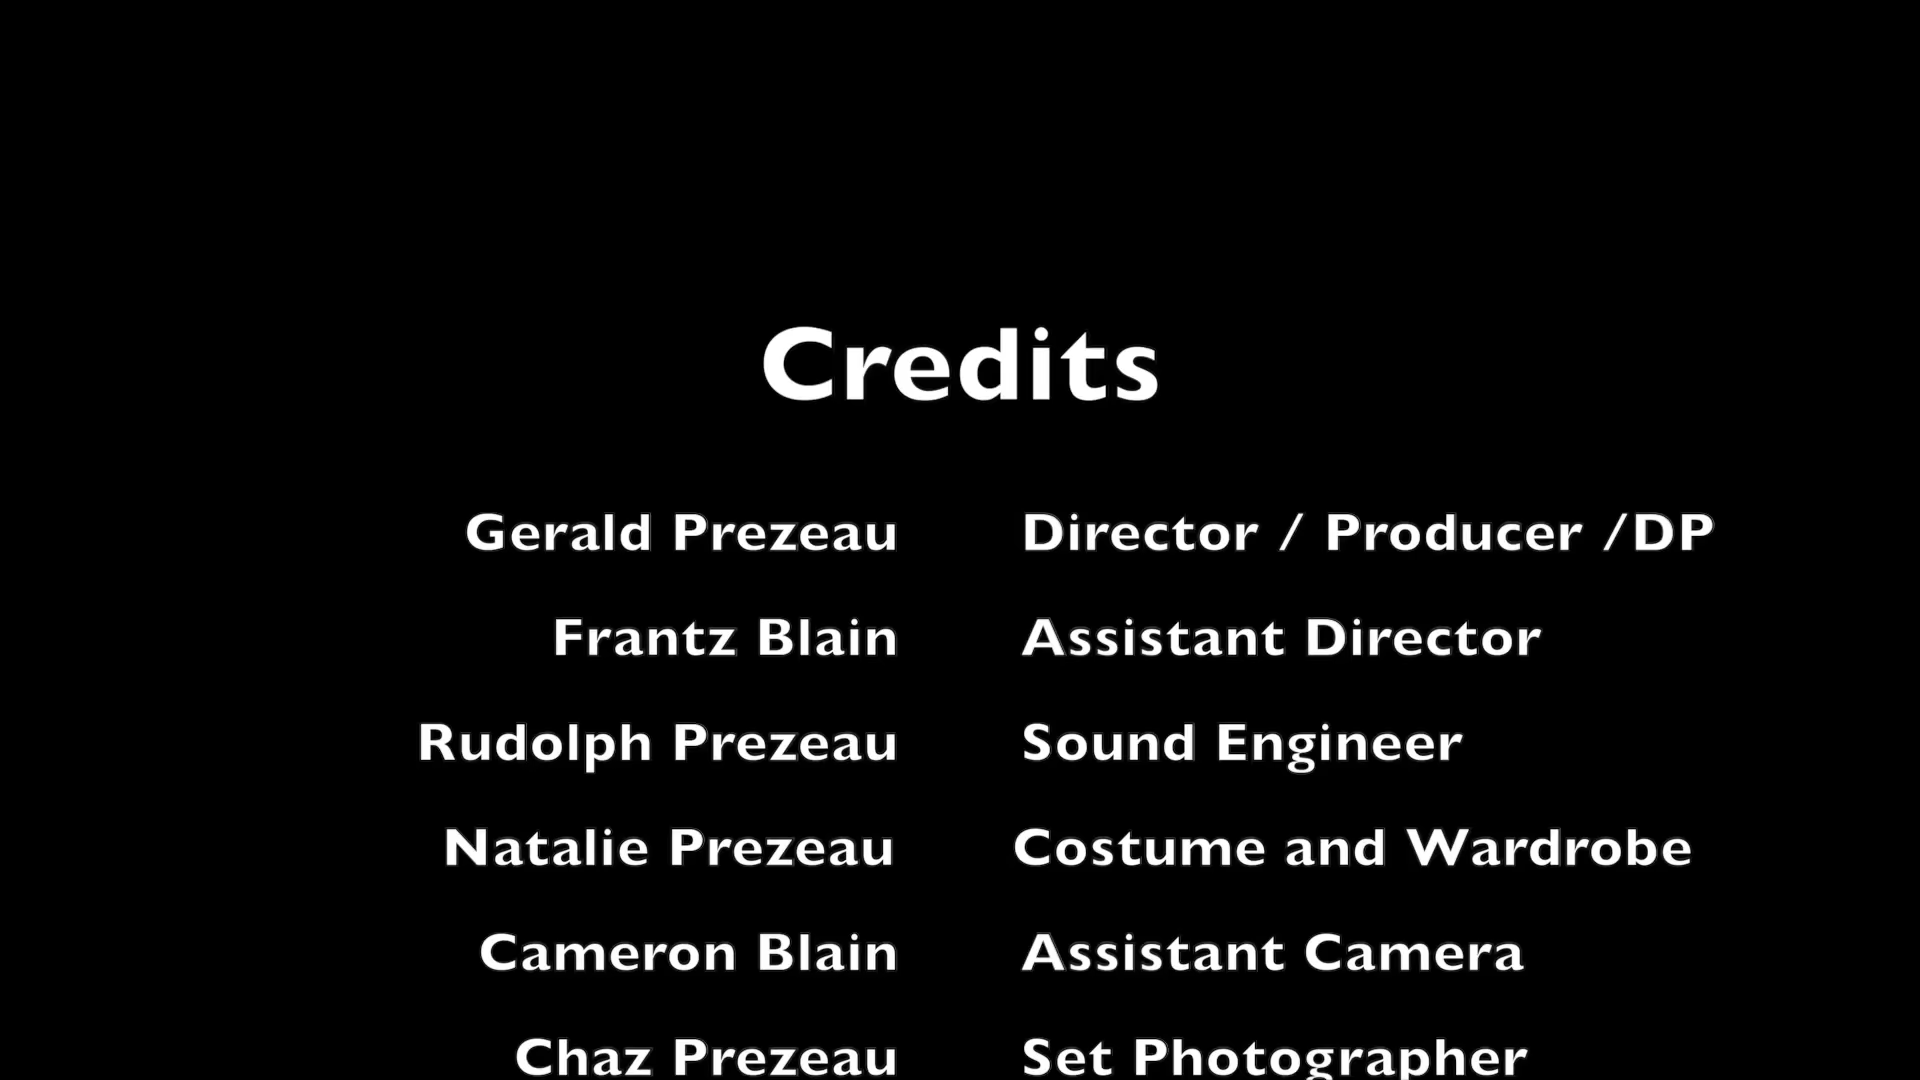 Credits
Gerald Prezeau Director / Producer /DP
Frantz Blain Assistant Director
Rudolph Prezeau Sound Engineer
Natalie Prezeau Costume and Wardrobe
Cameron Blain Assistant Camera
Chaz Prezeau Set Photographer